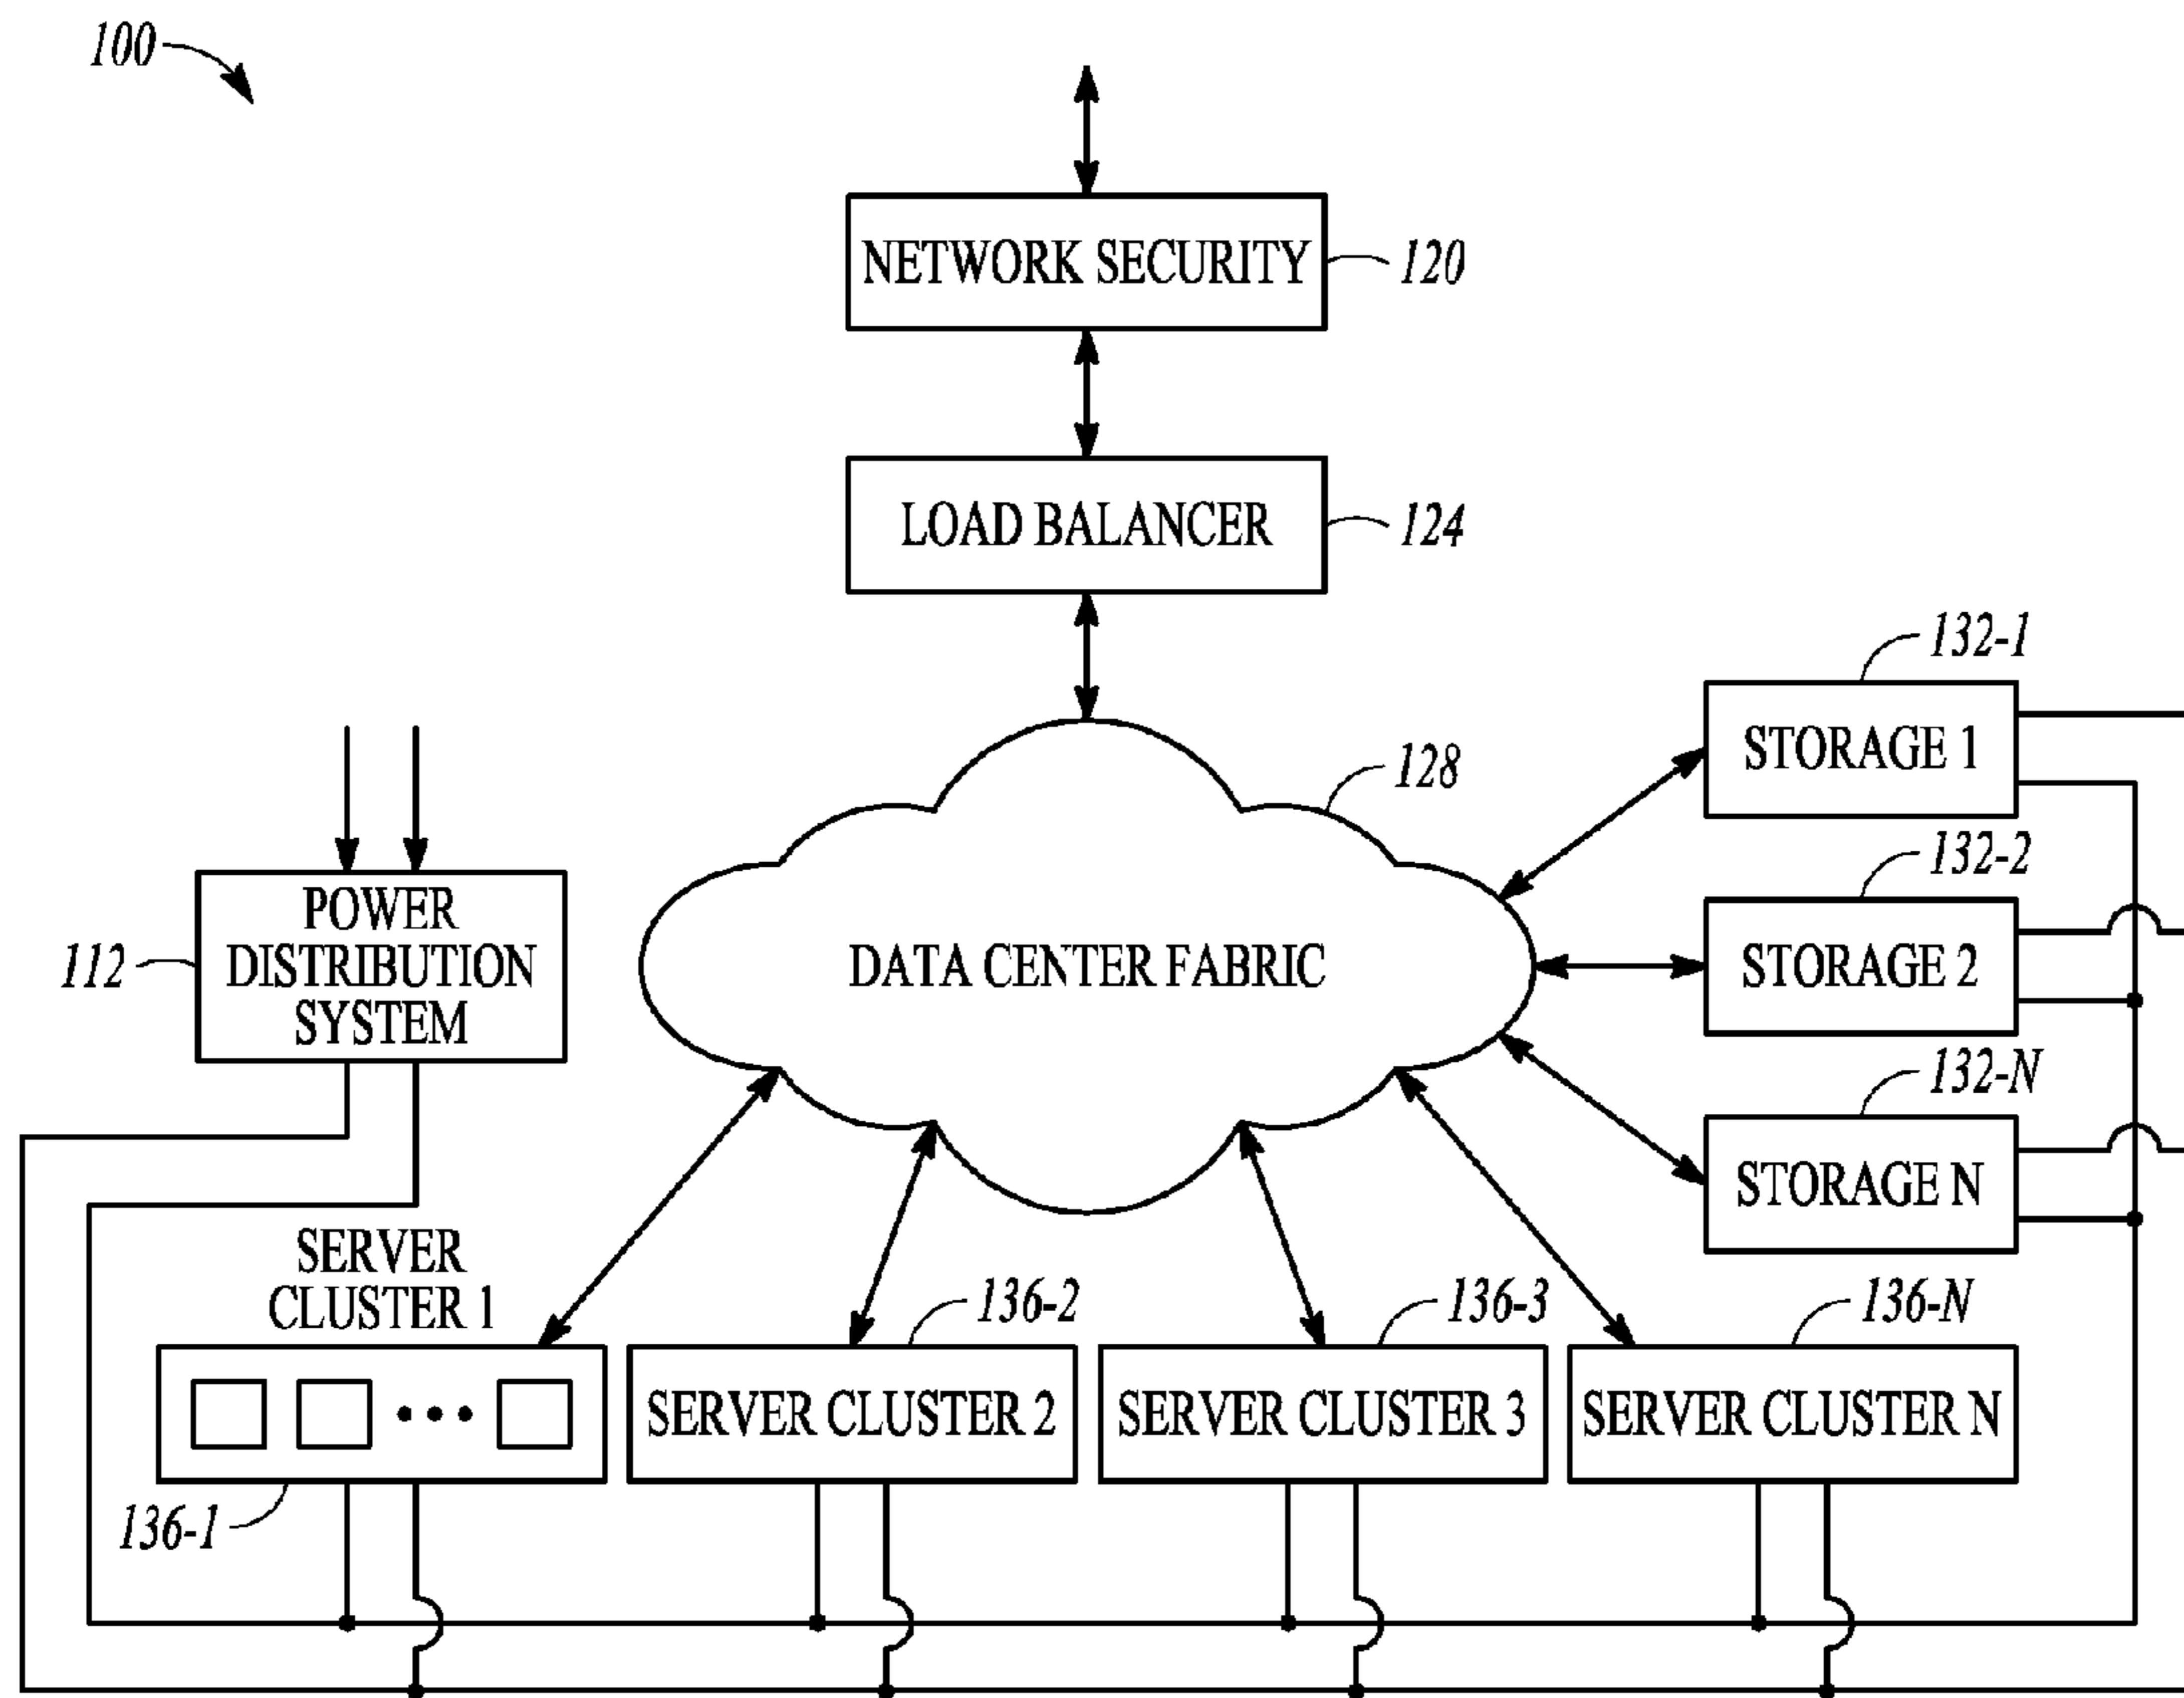 100
NETWORK SECURITY
120
LOAD BALANCER
124
132-1
STORAGE 1
128
132-2
POWER
DISTRIBUTION
SYSTEM
112
DATA CENTER FABRIC
STORAGE 2
132-N
STORAGE N
SERVER
CLUSTER 1
136-2
136-3
136-N
SERVER CLUSTER 2
SERVER CLUSTER 3
SERVER CLUSTER N
136-1